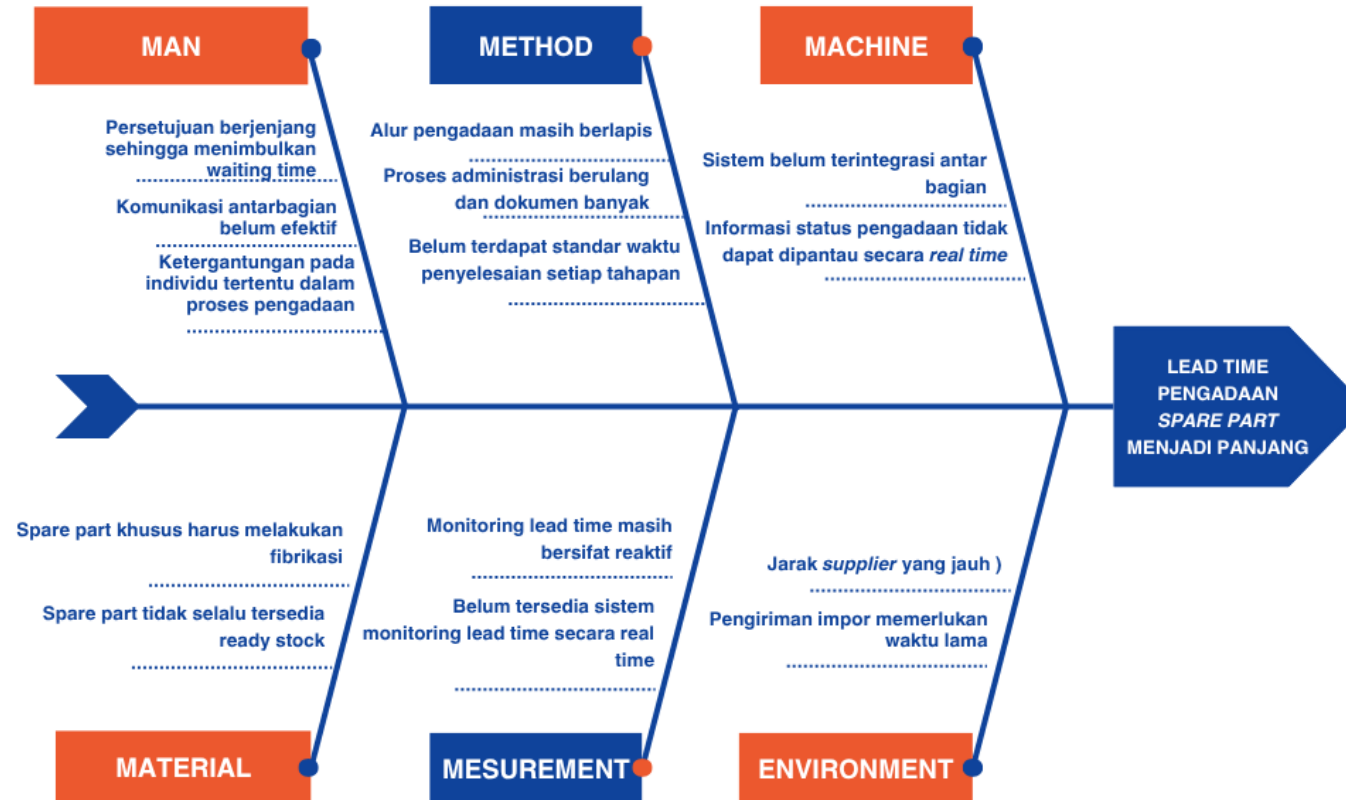 MAN
METHOD
MACHINE
Persetujuan berjenjang
sehingga menimbulkan
waiting time
Komunikasi antarbagian
belum efektif
Ketergantungan pada
individu tertentu dalam
proses pengadaan
Alur pengadaan masih berlapis
Proses administrasi berulang
dan dokumen banyak
Belum terdapat standar waktu
penyelesaian setiap tahapan
Sistem belum terintegrasi antar
bagian
Informasi status pengadaan tidak
dapat dipantau secara real time
LEAD TIME
PENGADAAN
SPARE PART
MENJADI PANJANG
Spare part khusus harus melakukan
fibrikasi
Spare part tidak selalu tersedia
ready stock
Monitoring lead time masih
bersifat reaktif
Belum tersedia sistem
monitoring lead time secara real
time
Jarak supplier yang jauh )
Pengiriman impor memerlukan
waktu lama
MATERIAL
MESUREMENT
ENVIRONMENT